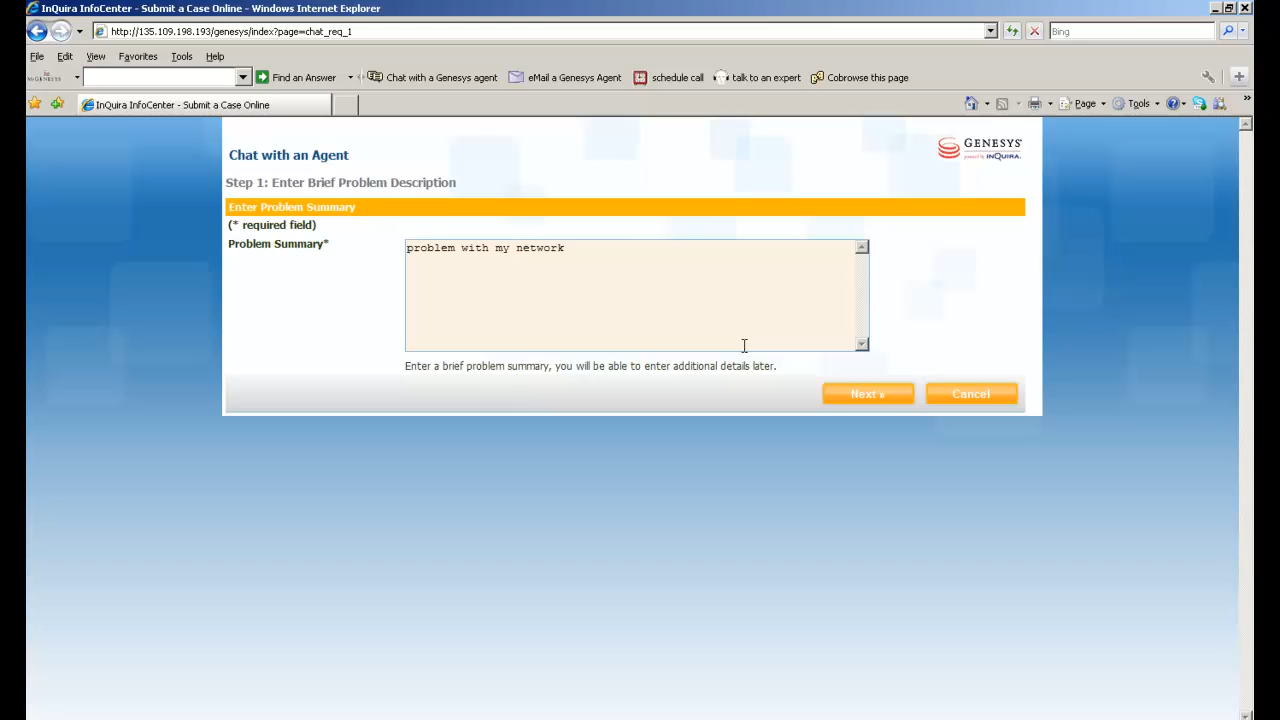 InQuira InfoCenter - Submit a Case Online - Windows Internet Explorer
http://135.109.198.193/genesys/index?page=chat_req_1
Bing
File Edit View Favorites Tools Help
GENESYS Find an Answer Chat with a Genesys agent eMail a Genesys Agent schedule call talk to an expert Cobrowse this page
InQuira InfoCenter - Submit a Case Online Page Tools
Chat with an Agent
GENESYS
powered by INQUIRA.
Step 1: Enter Brief Problem Description
Enter Problem Summary
(* required field)
Problem Summary*
problem with my network
Enter a brief problem summary, you will be able to enter additional details later.
Next » Cancel